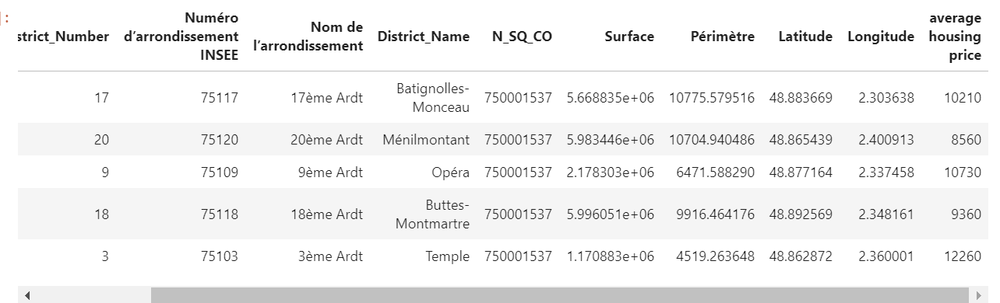 strict_Number Numéro d’arrondissement INSEE Nom de l’arrondissement District_Name N_SQ_CO Surface Périmètre Latitude Longitude average housing price
17 75117 17ème Ardt Batignolles-Monceau 750001537 5.668835e+06 10775.579516 48.883669 2.303638 10210
20 75120 20ème Ardt Ménilmontant 750001537 5.983446e+06 10704.940486 48.865439 2.400913 8560
9 75109 9ème Ardt Opéra 750001537 2.178303e+06 6471.588290 48.877164 2.337458 10730
18 75118 18ème Ardt Buttes-Montmartre 750001537 5.996051e+06 9916.464176 48.892569 2.348161 9360
3 75103 3ème Ardt Temple 750001537 1.170883e+06 4519.263648 48.862872 2.360001 12260